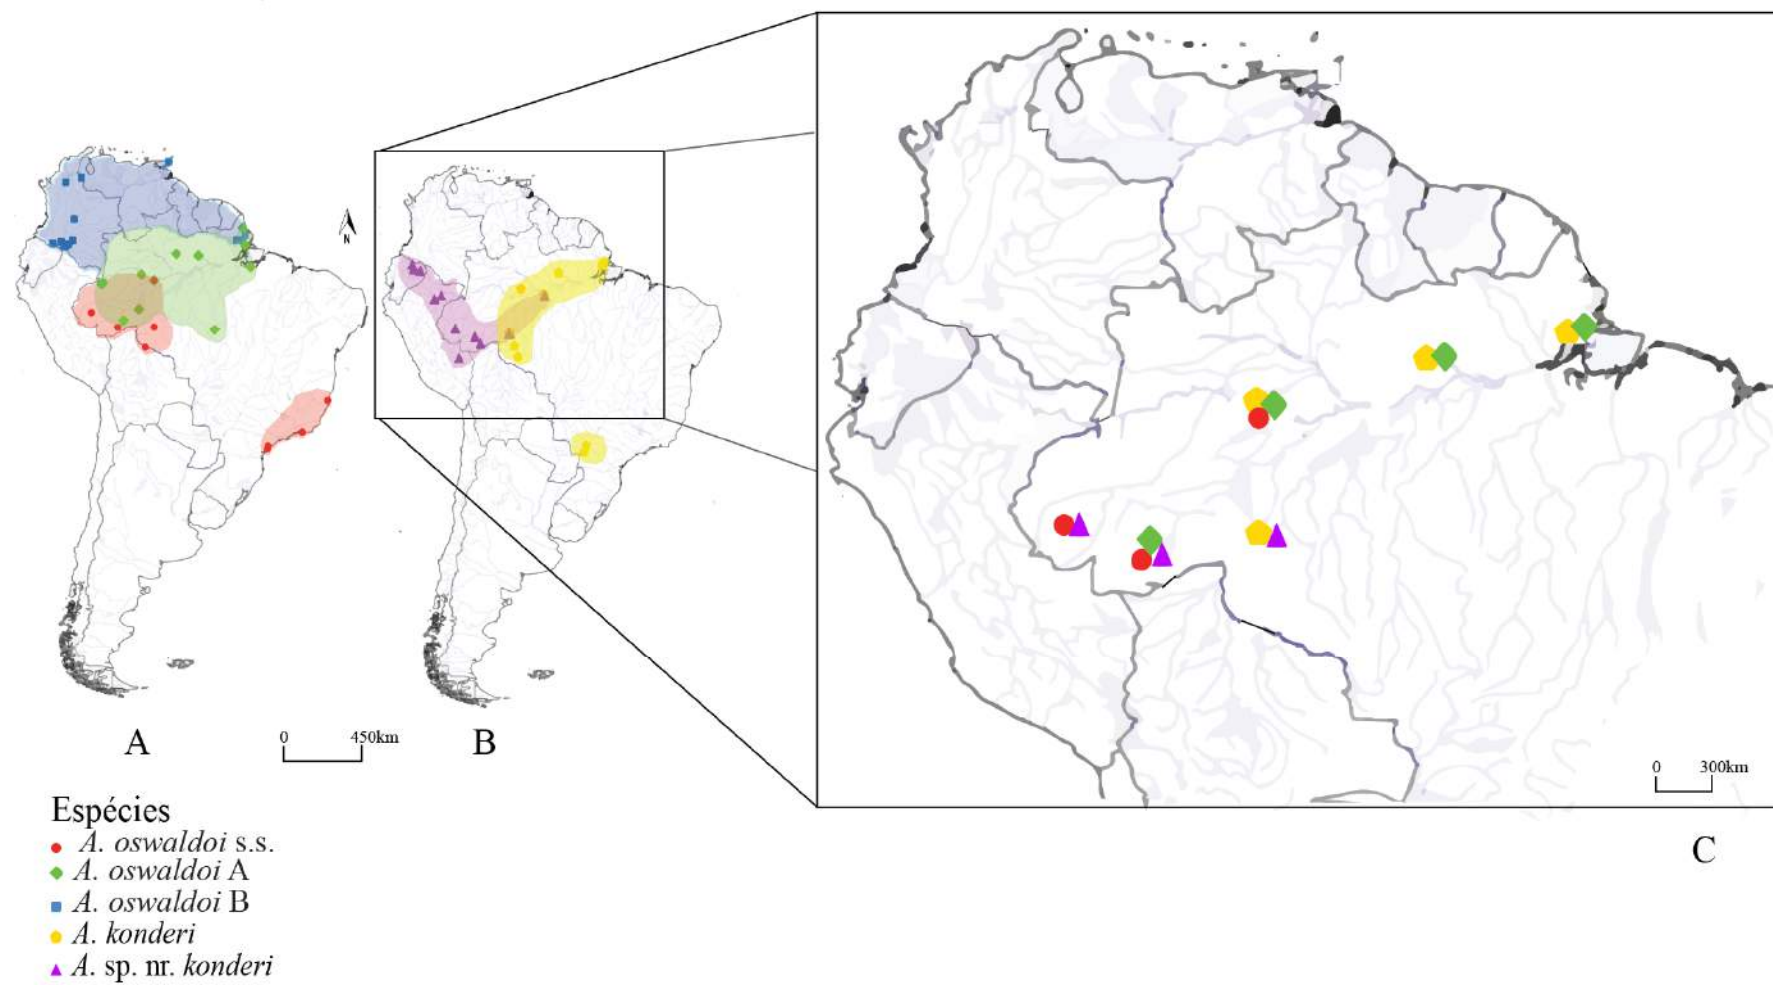 N
A
0 450km
B
0 300km
C
Espécies
A. oswaldoi s.s.
A. oswaldoi A
A. oswaldoi B
A. konderi
A. sp. nr. konderi